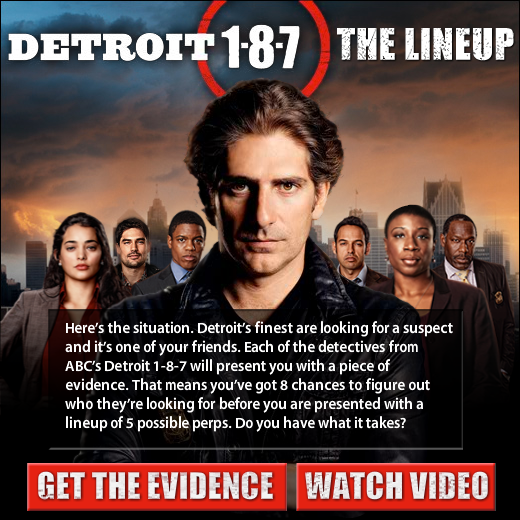 DETROIT 1-8-7 THE LINEUP
Here's the situation. Detroit's finest are looking for a suspect
and it's one of your friends. Each of the detectives from
ABC's Detroit 1-8-7 will present you with a piece of
evidence. That means you've got 8 chances to figure out
who they're looking for before you are presented with a
lineup of 5 possible perps. Do you have what it takes?
GET THE EVIDENCE
WATCH VIDEO